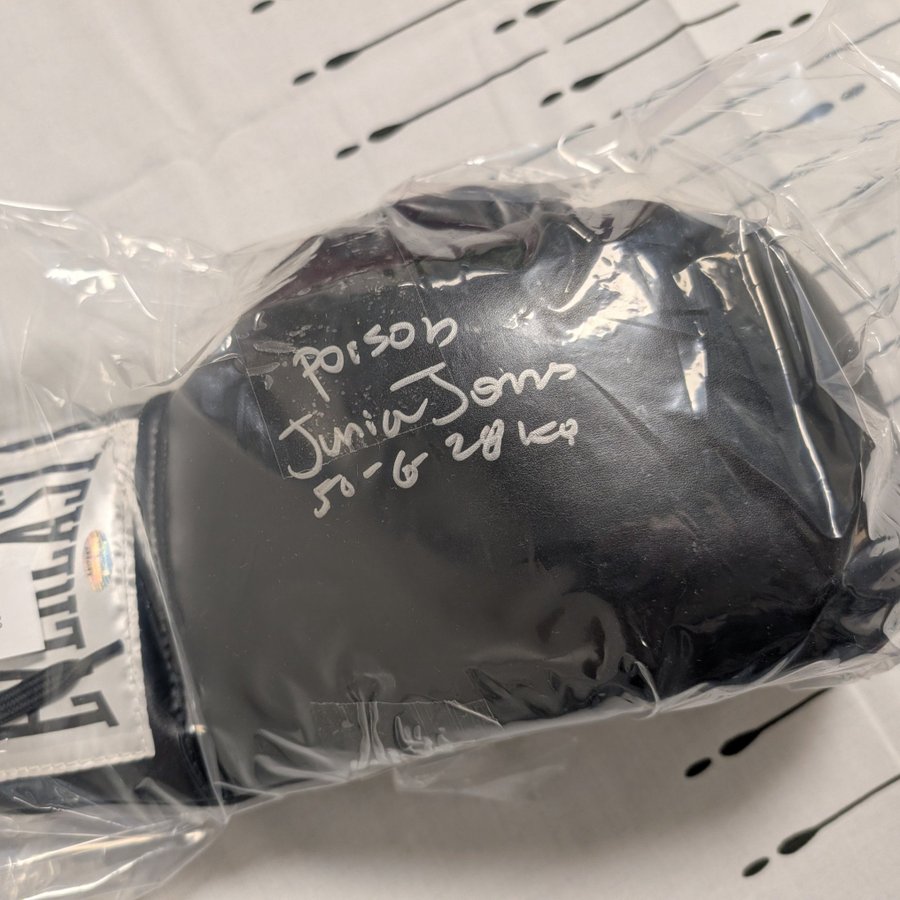 Poison
Junior Jones
50-6 28 KO